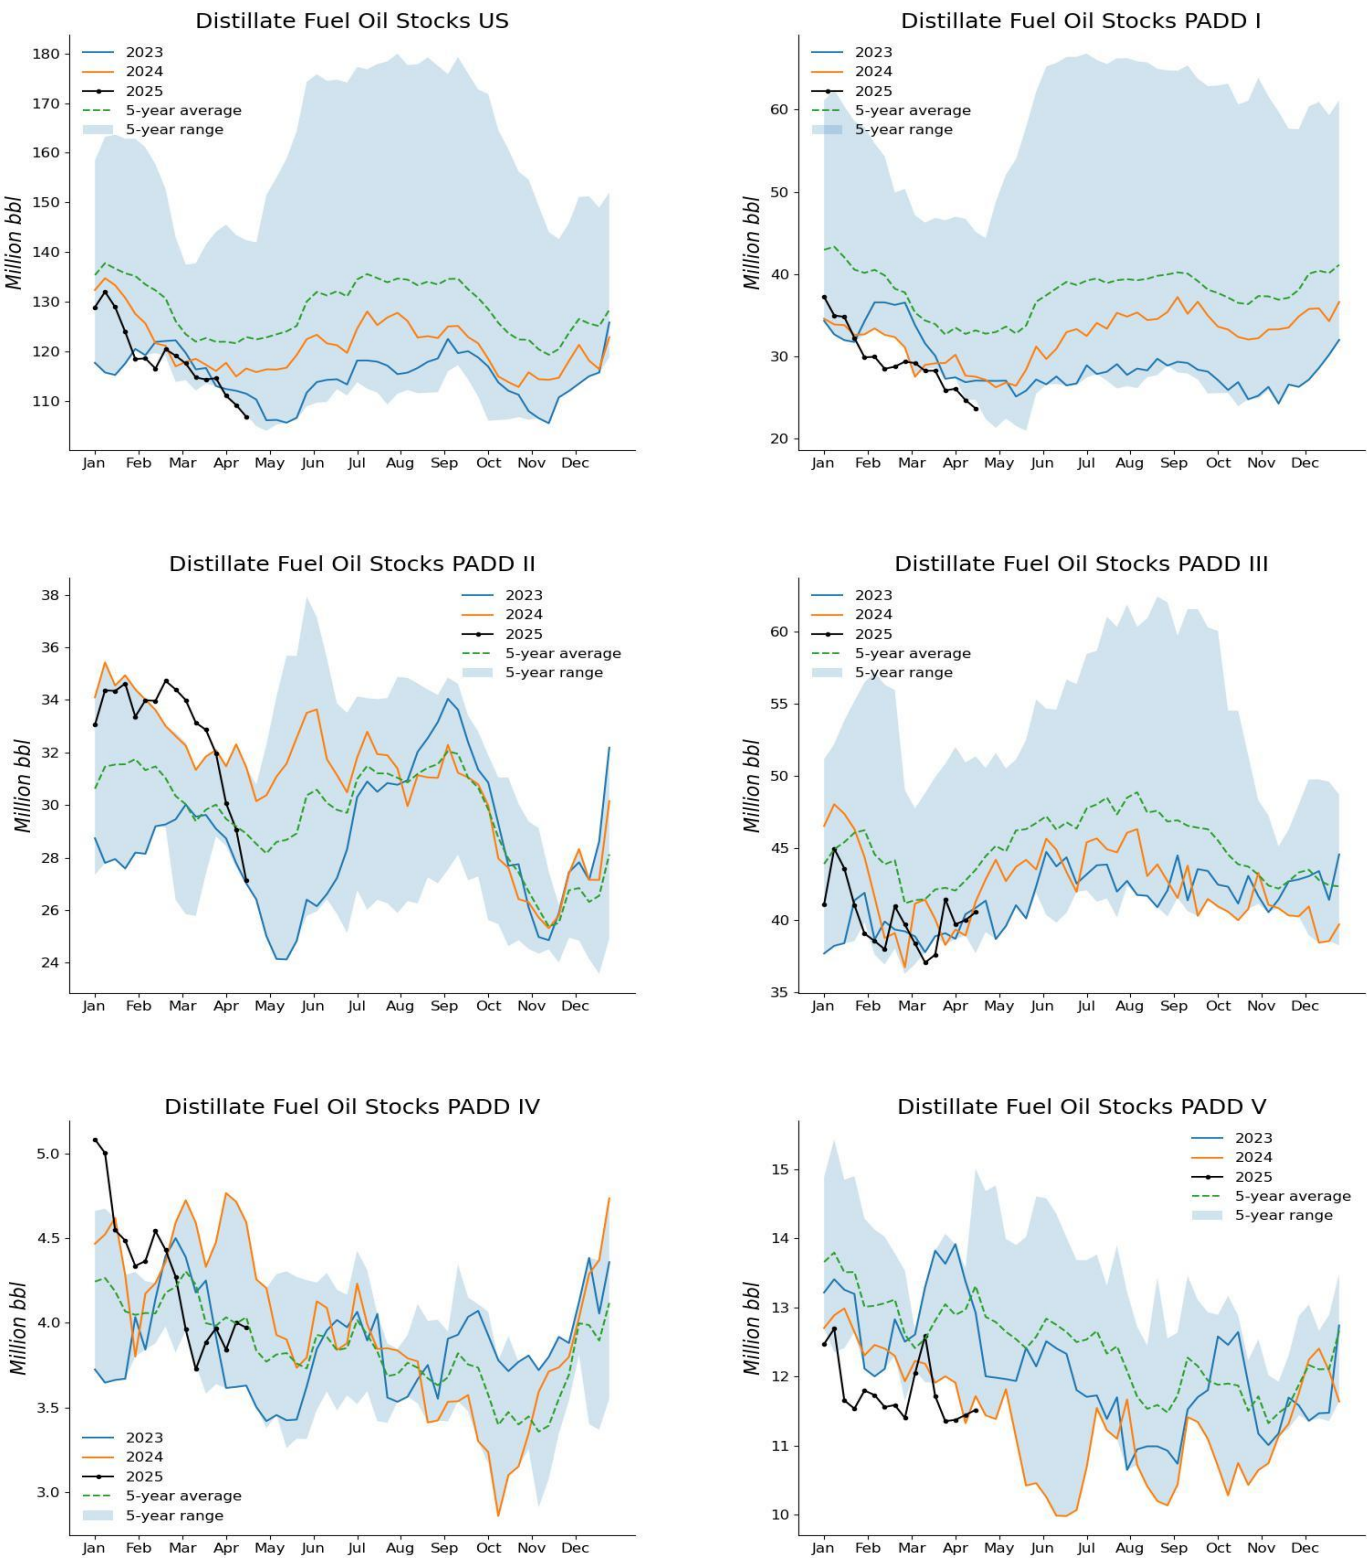 Distillate Fuel Oil Stocks US
Million bbl
180
170
160
150
140
130
120
110
2023
2024
2025
5-year average
5-year range
Jan Feb Mar Apr May Jun Jul Aug Sep Oct Nov Dec
Distillate Fuel Oil Stocks PADD I
Million bbl
60
50
40
30
20
2023
2024
2025
5-year average
5-year range
Jan Feb Mar Apr May Jun Jul Aug Sep Oct Nov Dec
Distillate Fuel Oil Stocks PADD II
Million bbl
38
36
34
32
30
28
26
24
2023
2024
2025
5-year average
5-year range
Jan Feb Mar Apr May Jun Jul Aug Sep Oct Nov Dec
Distillate Fuel Oil Stocks PADD III
Million bbl
60
55
50
45
40
35
2023
2024
2025
5-year average
5-year range
Jan Feb Mar Apr May Jun Jul Aug Sep Oct Nov Dec
Distillate Fuel Oil Stocks PADD IV
Million bbl
5.0
4.5
4.0
3.5
3.0
2023
2024
2025
5-year average
5-year range
Jan Feb Mar Apr May Jun Jul Aug Sep Oct Nov Dec
Distillate Fuel Oil Stocks PADD V
Million bbl
15
14
13
12
11
10
2023
2024
2025
5-year average
5-year range
Jan Feb Mar Apr May Jun Jul Aug Sep Oct Nov Dec